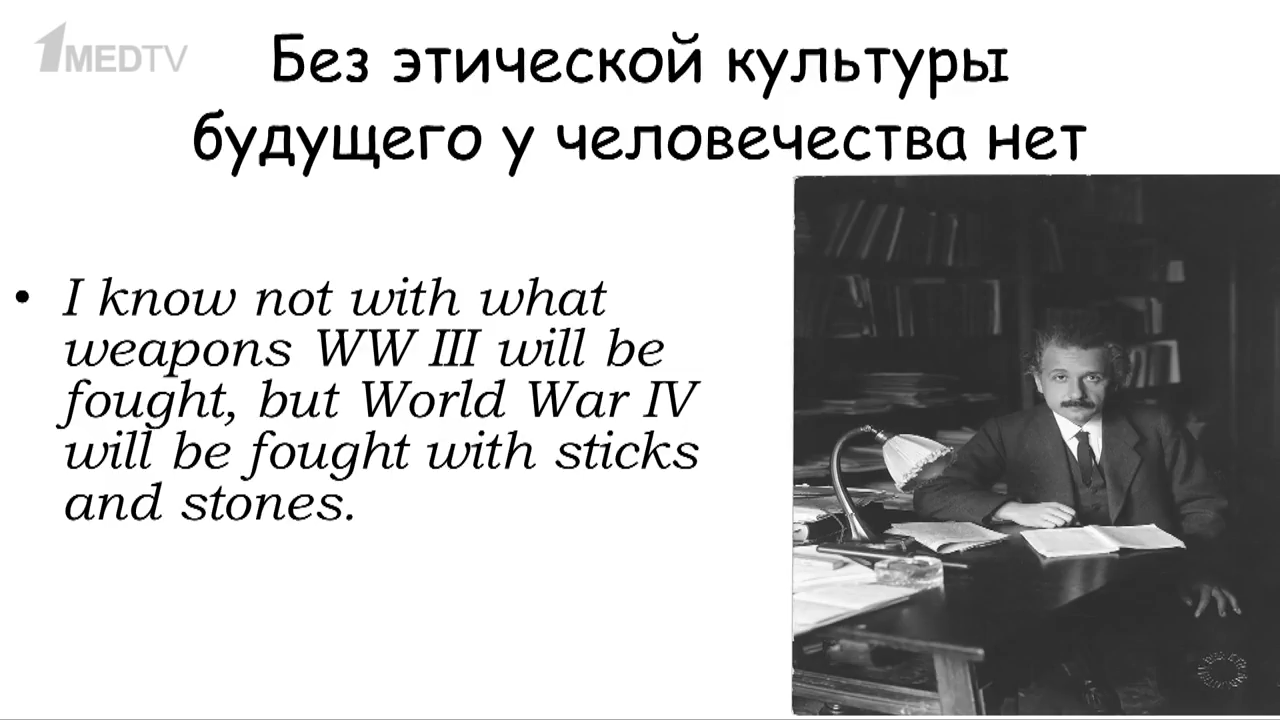 1MEDTV
Без этической культуры
будущего у человечества нет
• I know not with what
weapons WW III will be
fought, but World War IV
will be fought with sticks
and stones.